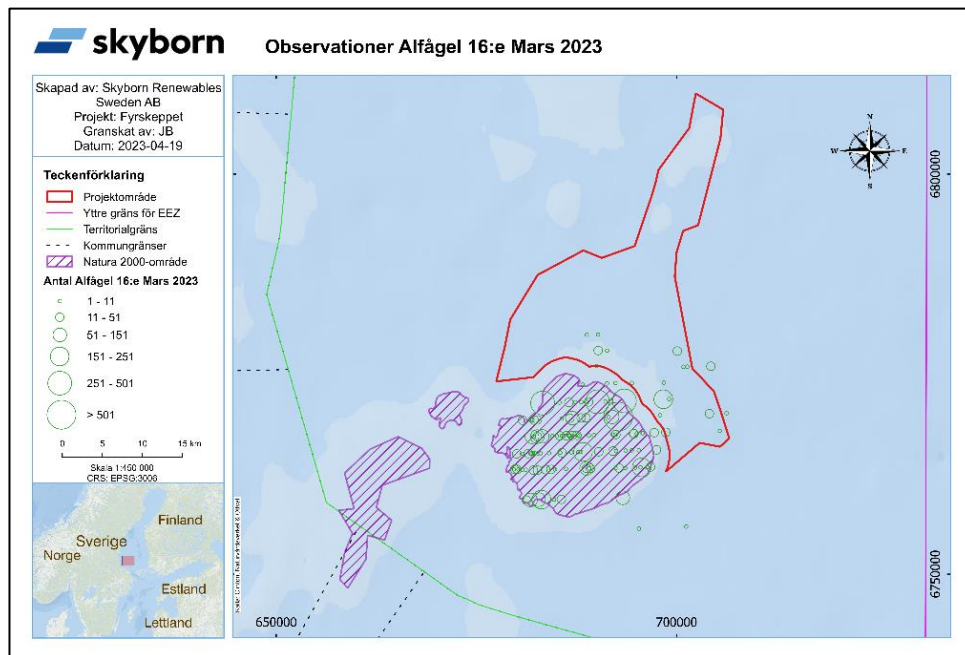 skyborn
Observationer Alfågel 16:e Mars 2023
Skapad av: Skyborn Renewables
Sweden AB
Projekt: Fyrskeppet
Granskat av: JB
Datum: 2023-04-19
Teckenförklaring
Projektområde
Yttre gräns för EEZ
Territorialgräns
Kommungränser
Natura 2000-område
Antal Alfågel 16:e Mars 2023
1 - 11
11 - 51
51 - 151
151 - 251
251 - 501
> 501
0 5 10 15 km
Skala 1:450 000
CRS: EPSG:3006
Finland
Sverige
Norge
Estland
Lettland
N
W E
S
6800000
6750000
650000
700000